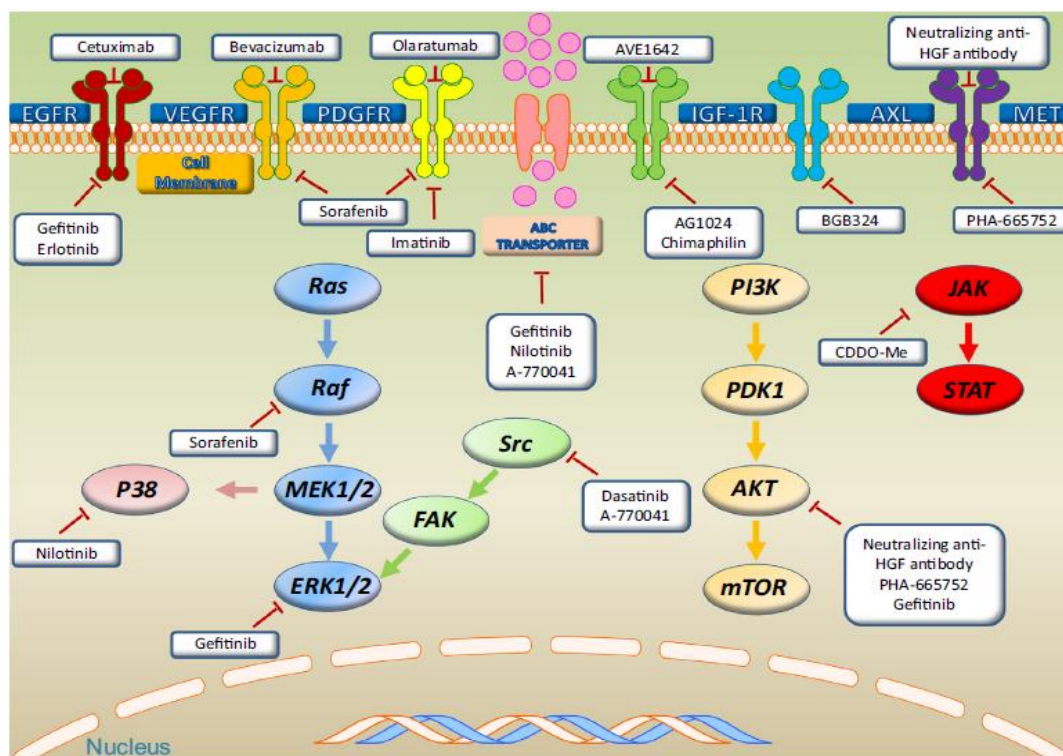 Cetuximab
Bevacizumab
Olaratumab
AVE1642
Neutralizing anti-
HGF antibody
EGFR
VEGFR
PDGFR
IGF-1R
AXL
MET
Cell
Membrane
Gefitinib
Erlotinib
Sorafenib
Imatinib
ABC
TRANSPORTER
AG1024
Chimaphilin
BGB324
PHA-665752
Ras
PI3K
JAK
Gefitinib
Nilotinib
A-770041
CDDO-Me
Raf
PDK1
STAT
Sorafenib
Src
P38
MEK1/2
AKT
Dasatinib
A-770041
FAK
Nilotinib
Neutralizing anti-
HGF antibody
PHA-665752
Gefitinib
ERK1/2
mTOR
Gefitinib
Nucleus